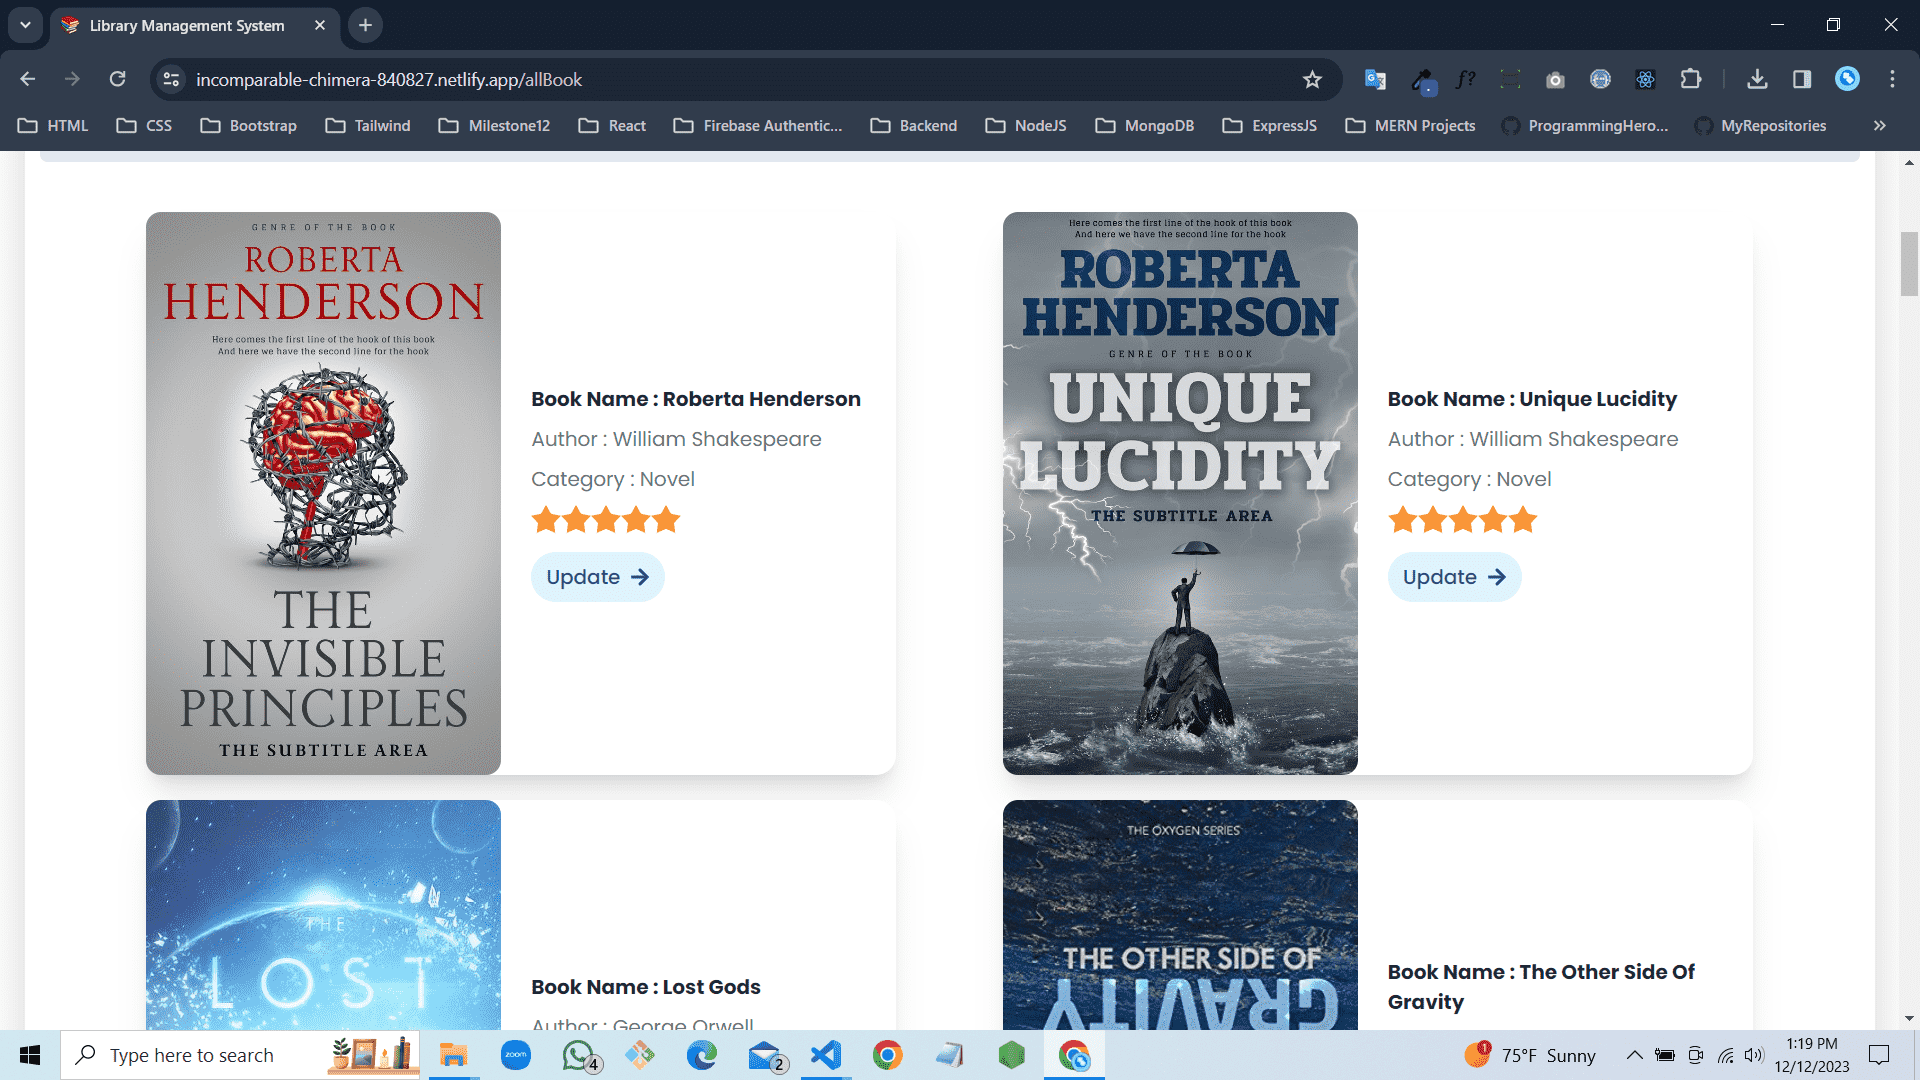 Library Management System
incomparable-chimera-840827.netlify.app/allBook
HTML CSS Bootstrap Tailwind Milestone12 React Firebase Authentic... Backend NodeJS MongoDB ExpressJS MERN Projects ProgrammingHero... MyRepositories
GENRE OF THE BOOK
ROBERTA
HENDERSON
Here comes the first line of the hook of this book
And here we have the second line for the hook
THE
INVISIBLE
PRINCIPLES
THE SUBTITLE AREA
Book Name : Roberta Henderson
Author : William Shakespeare
Category : Novel
Update
Here comes the first line of the hook of this book
And here we have the second line for the hook
ROBERTA
HENDERSON
GENRE OF THE BOOK
UNIQUE
LUCIDITY
THE SUBTITLE AREA
Book Name : Unique Lucidity
Author : William Shakespeare
Category : Novel
Update
THE
LOST
Book Name : Lost Gods
Author : George Orwell
THE OXYGEN SERIES
THE OTHER SIDE OF
GRAVITY
Book Name : The Other Side Of
Gravity
Type here to search
zoom
4
2
1
75°F Sunny
1:19 PM
12/12/2023